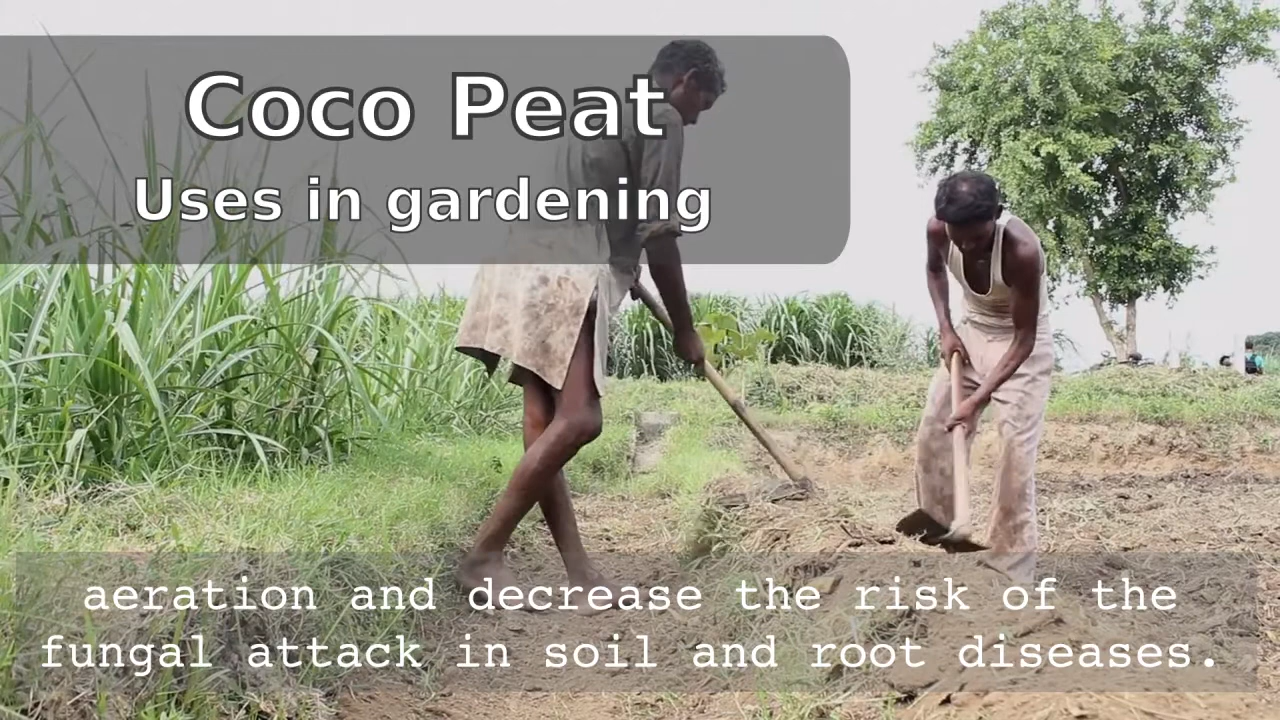 Coco Peat
Uses in gardening
aeration and decrease the risk of the
fungal attack in soil and root diseases.